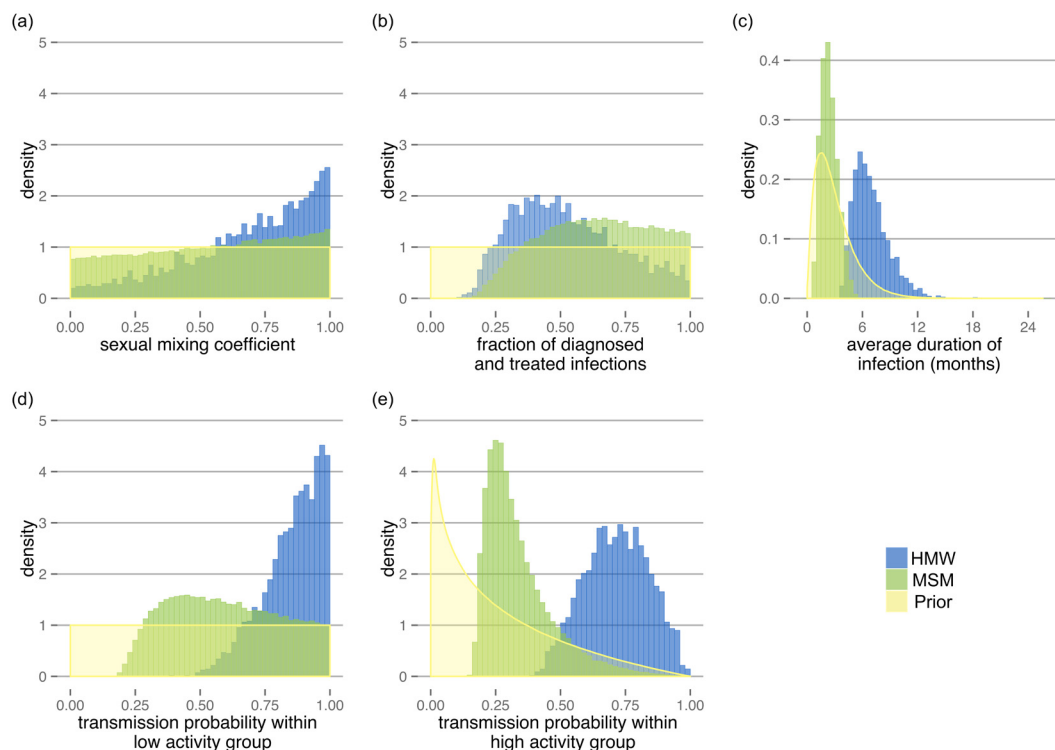 (a)
(b)
(c)
density
5
4
3
2
1
0
0.00 0.25 0.50 0.75 1.00
sexual mixing coefficient
density
5
4
3
2
1
0
0.00 0.25 0.50 0.75 1.00
fraction of diagnosed
and treated infections
density
0.4
0.3
0.2
0.1
0.0
0 6 12 18 24
average duration of
infection (months)
(d)
(e)
density
5
4
3
2
1
0
0.00 0.25 0.50 0.75 1.00
transmission probability within
low activity group
density
5
4
3
2
1
0
0.00 0.25 0.50 0.75 1.00
transmission probability within
high activity group
HMW
MSM
Prior